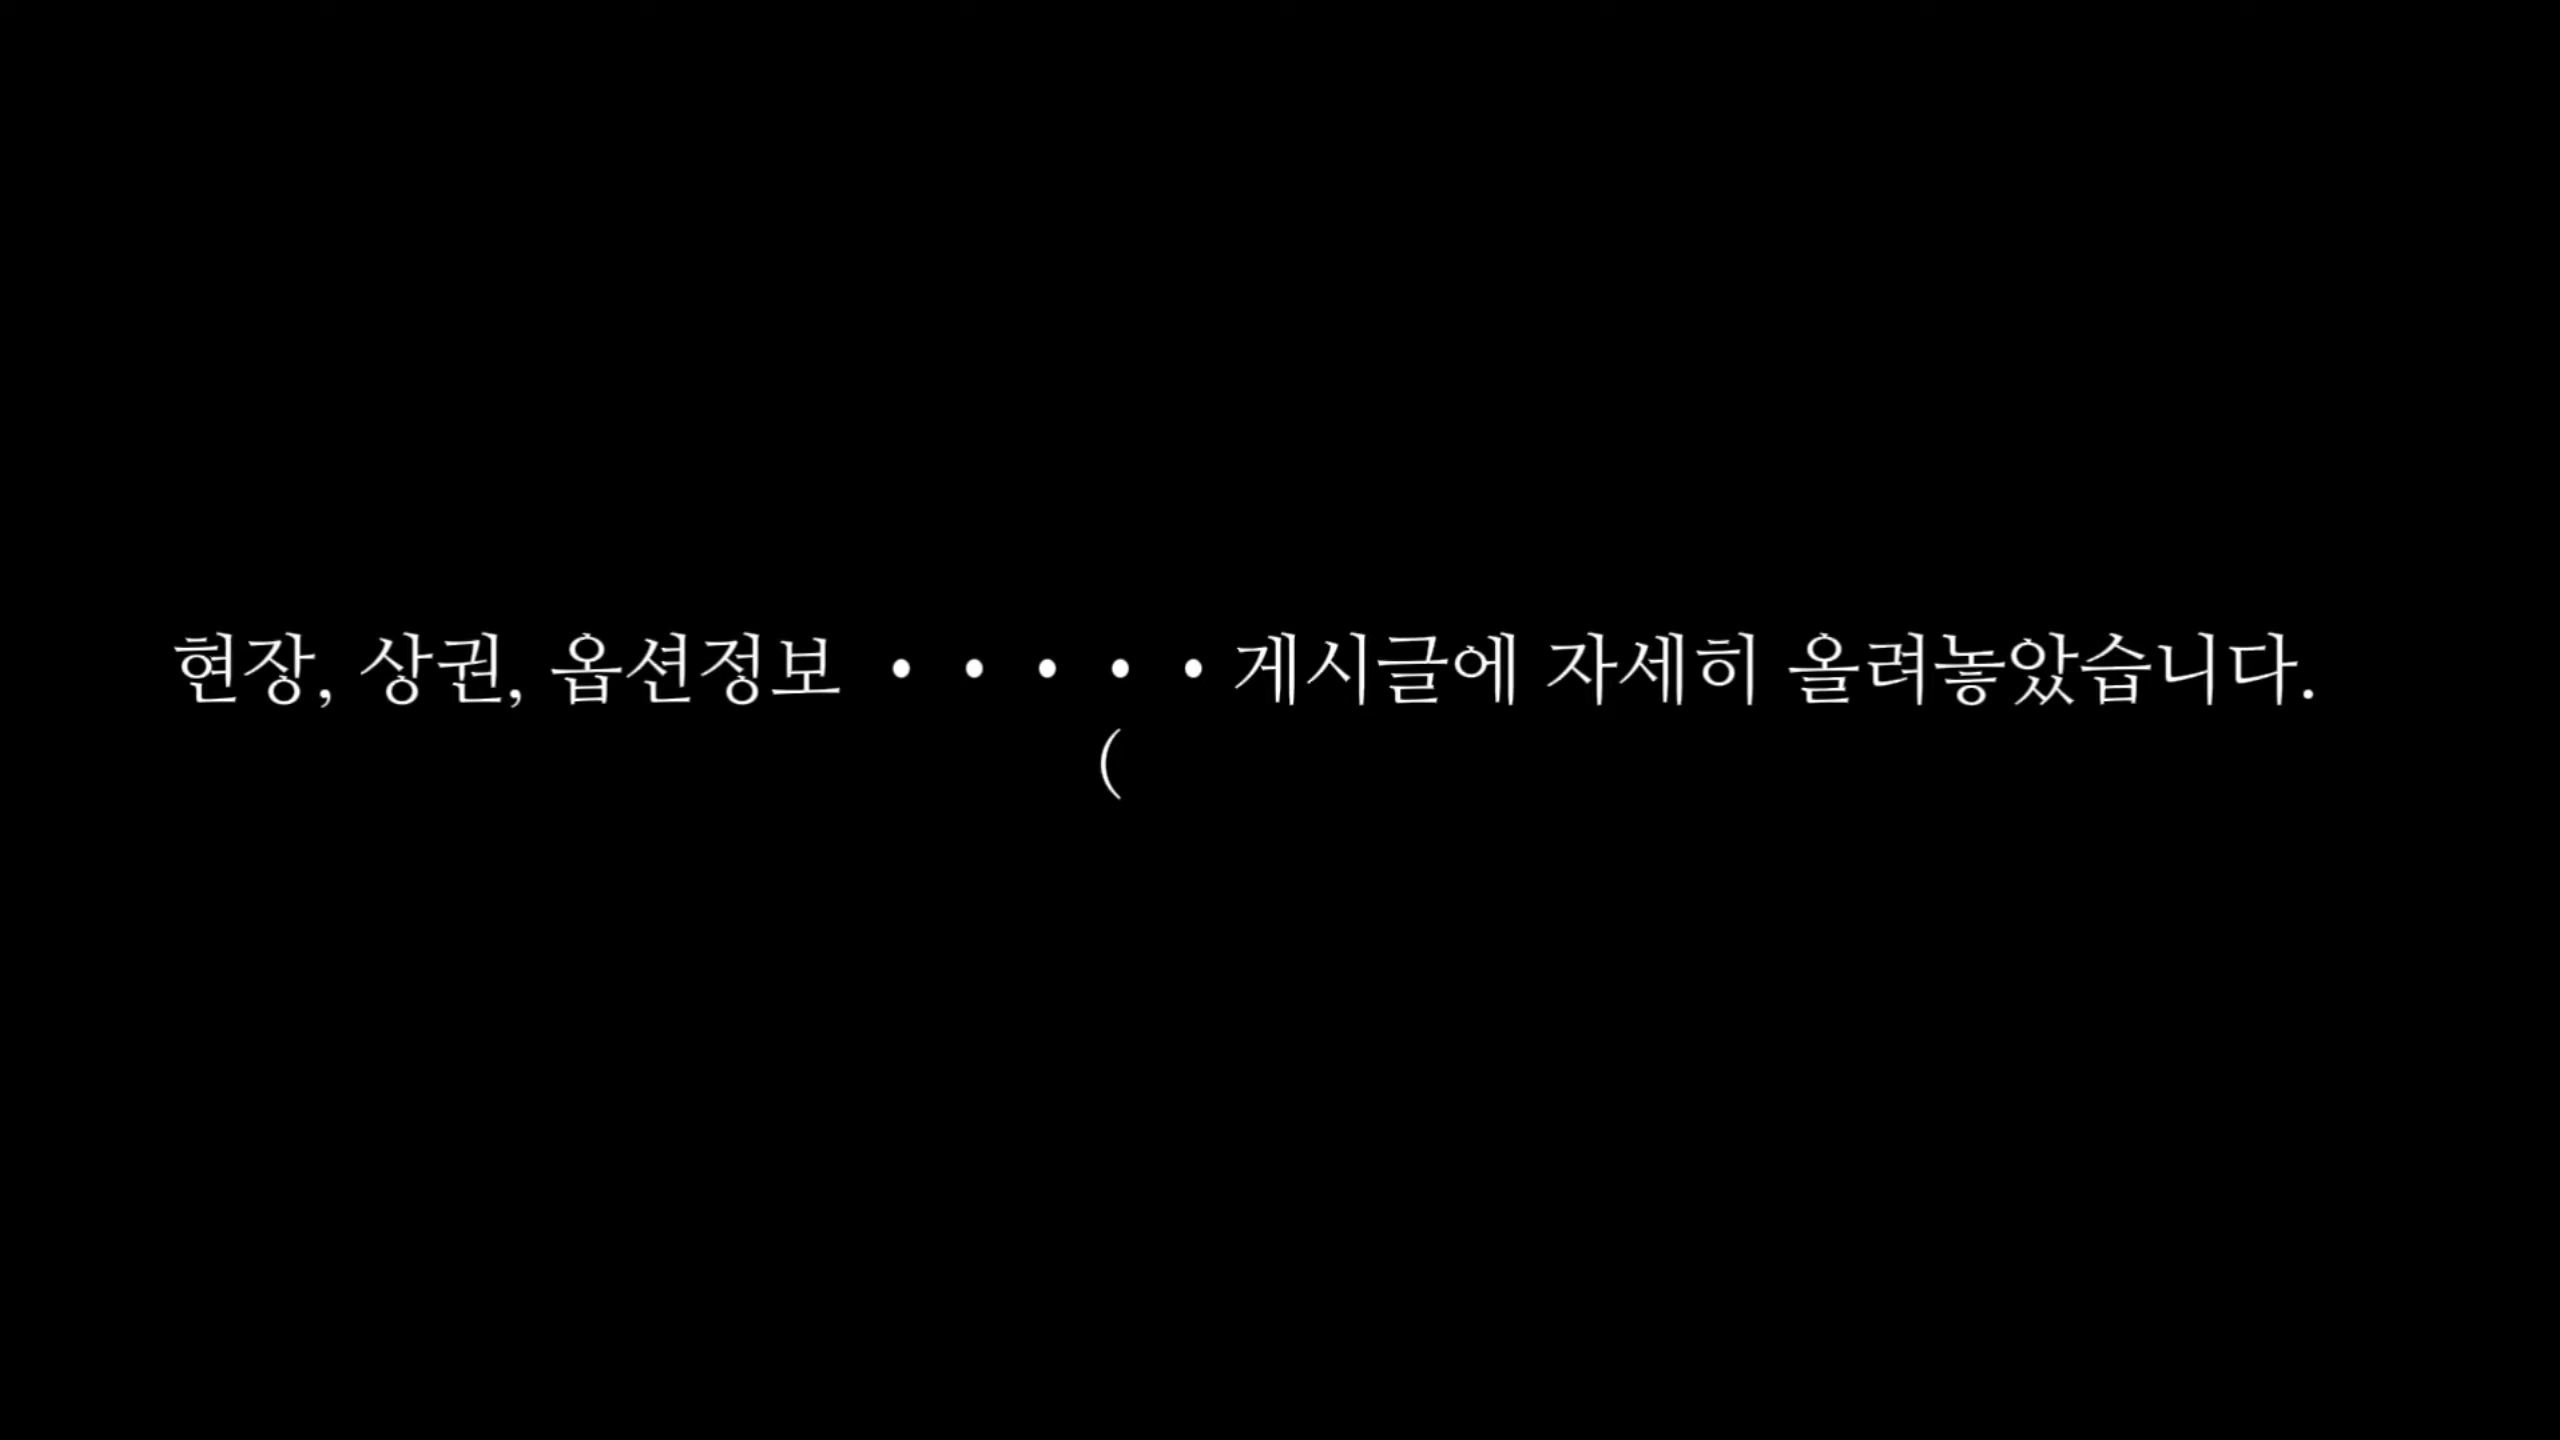 현장, 상권, 옵션정보 • • • • • 게시글에 자세히 올려놓았습니다.
(